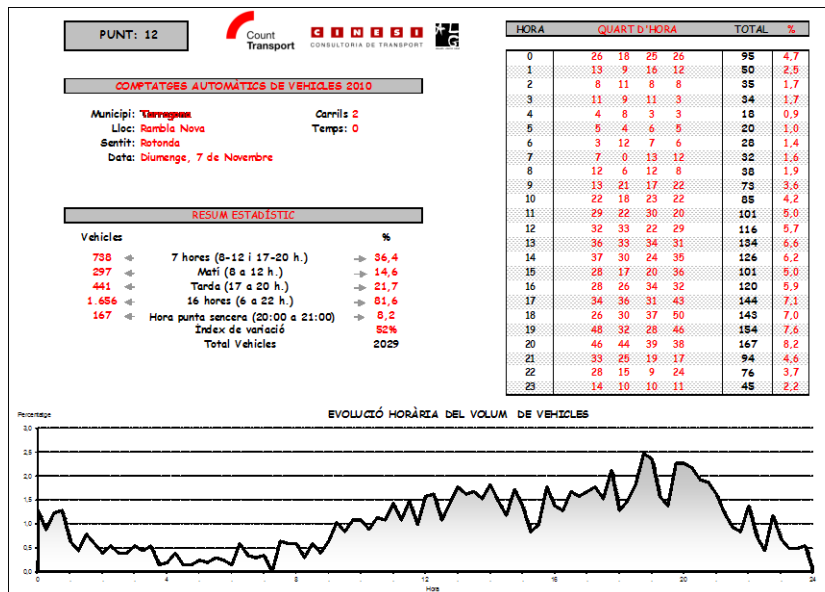 PUNT: 12
Count
Transport
CINESI
CONSULTORIA DE TRANSPORT
COMPTATGES AUTOMÀTICS DE VEHICLES 2010
Municipi: Carrils 2
Lloc: Rambla Nova Temps: 0
Sentit: Rotonda
Data: Diumenge, 7 de Novembre
RESUM ESTADÍSTIC
Vehicles %
738 7 hores (8-12 i 17-20 h.) 36,4
297 Matí (8 a 12 h.) 14,6
441 Tarda (17 a 20 h.) 21,7
1.656 16 hores (6 a 22 h.) 81,6
167 Hora punta sencera (20:00 a 21:00) 8,2
Índex de variació 52%
Total Vehicles 2029
HORA QUART D'HORA TOTAL %
0 26 18 25 26 95 4,7
1 13 9 16 12 50 2,5
2 8 11 8 8 35 1,7
3 11 9 11 3 34 1,7
4 4 8 3 3 18 0,9
5 5 4 6 5 20 1,0
6 3 12 7 6 28 1,4
7 7 0 13 12 32 1,6
8 12 6 12 8 38 1,9
9 13 21 17 22 73 3,6
10 22 18 23 22 85 4,2
11 29 22 30 20 101 5,0
12 32 33 22 29 116 5,7
13 36 33 34 31 134 6,6
14 37 30 24 35 126 6,2
15 28 17 20 36 101 5,0
16 28 26 34 32 120 5,9
17 34 36 31 43 144 7,1
18 26 30 37 50 143 7,0
19 48 32 28 46 154 7,6
20 46 44 39 38 167 8,2
21 33 25 19 17 94 4,6
22 28 15 9 24 76 3,7
23 14 10 10 11 45 2,2
EVOLUCIÓ HORÀRIA DEL VOLUM DE VEHICLES
Percentatge
3,0
2,5
2,0
1,5
1,0
0,5
0,0
0 4 8 12 16 20 24
Hora